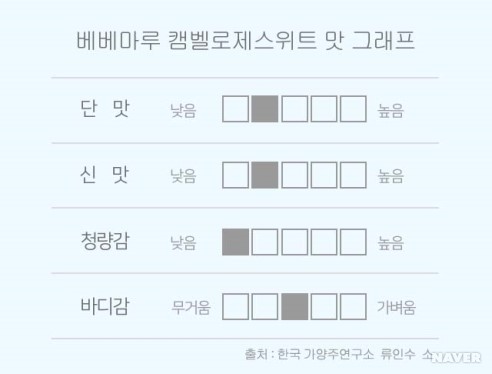 베베마루 캠벨로제스위트 맛 그래프
단 맛 낮음 높음
신 맛 낮음 높음
청량감 낮음 높음
바디감 무거움 가벼움
출처 : 한국 가양주연구소 류인수 소
NAVER